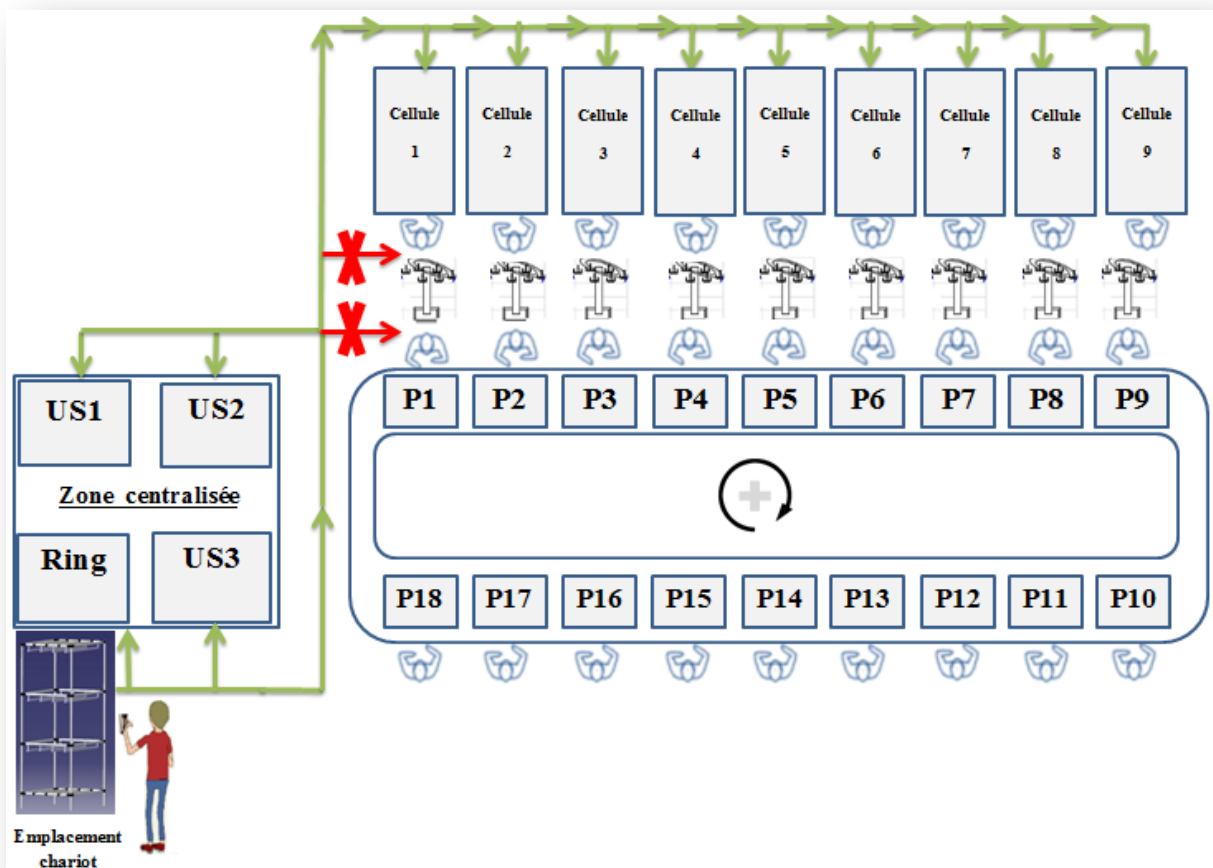 Cellule
1
Cellule
2
Cellule
3
Cellule
4
Cellule
5
Cellule
6
Cellule
7
Cellule
8
Cellule
9
US1
US2
Zone centralisée
Ring
US3
P1
P2
P3
P4
P5
P6
P7
P8
P9
P18
P17
P16
P15
P14
P13
P12
P11
P10
Emplacement
chariot